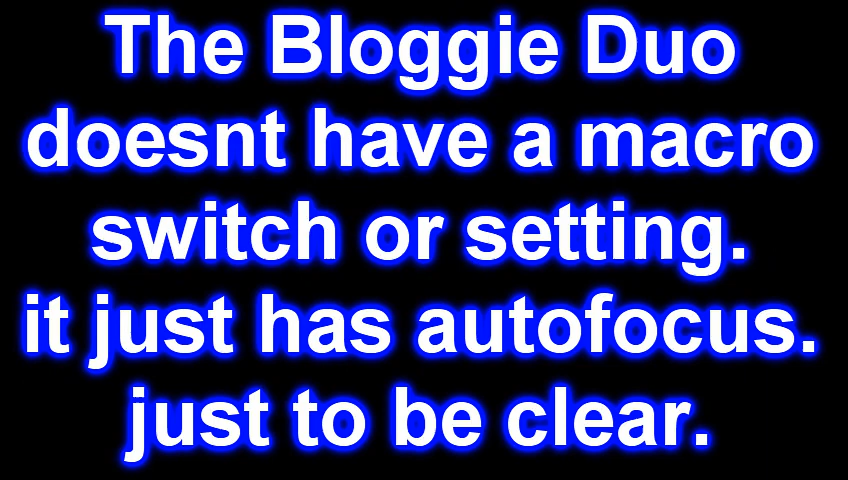 The Bloggie Duo
doesnt have a macro
switch or setting.
it just has autofocus.
just to be clear.